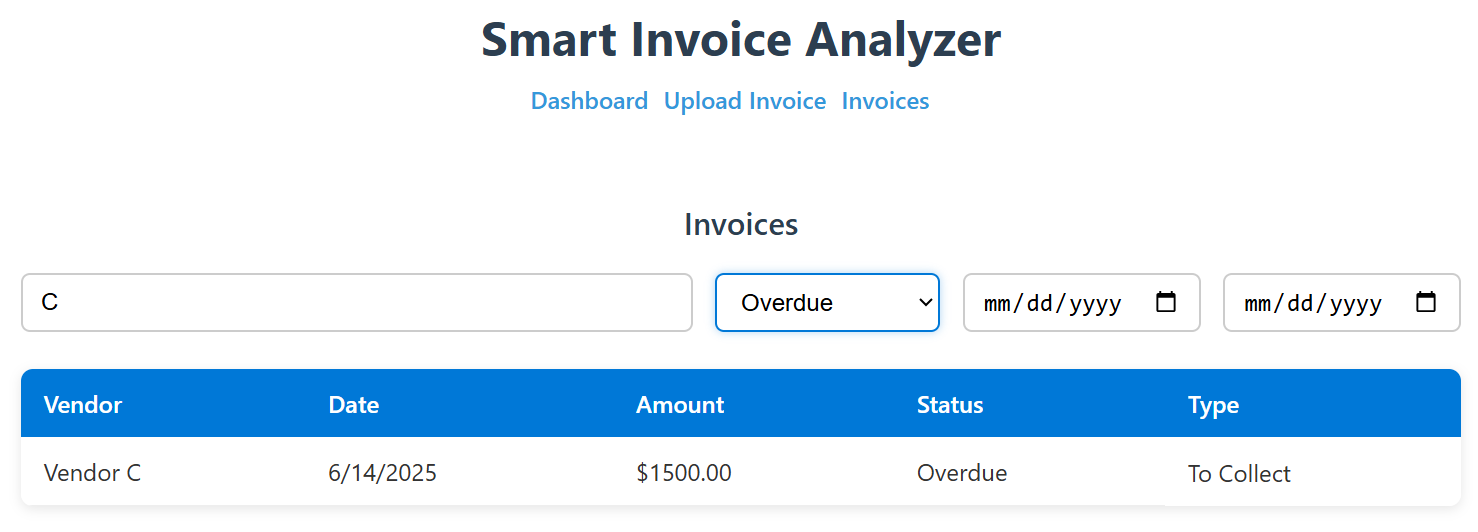 Smart Invoice Analyzer
Dashboard Upload Invoice Invoices
Invoices
C Overdue mm/dd/yyyy mm/dd/yyyy
Vendor Date Amount Status Type
Vendor C 6/14/2025 $1500.00 Overdue To Collect